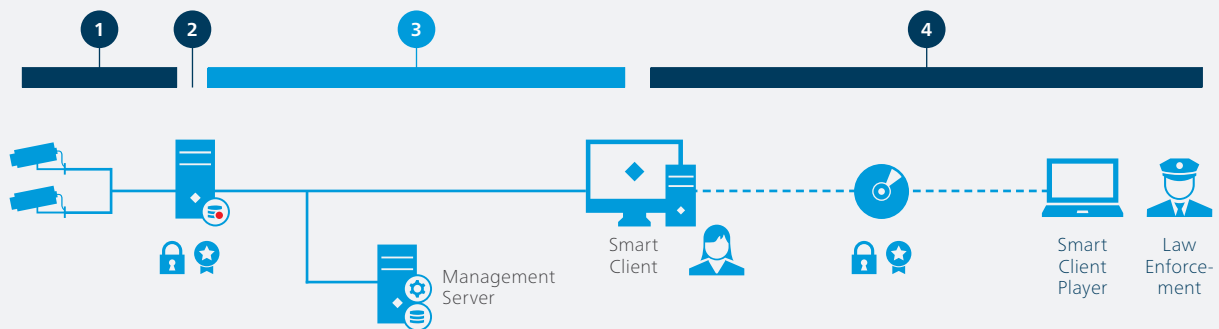 1
2
3
4
Smart
Client
Management
Server
Smart
Client
Player
Law
Enforce-
ment